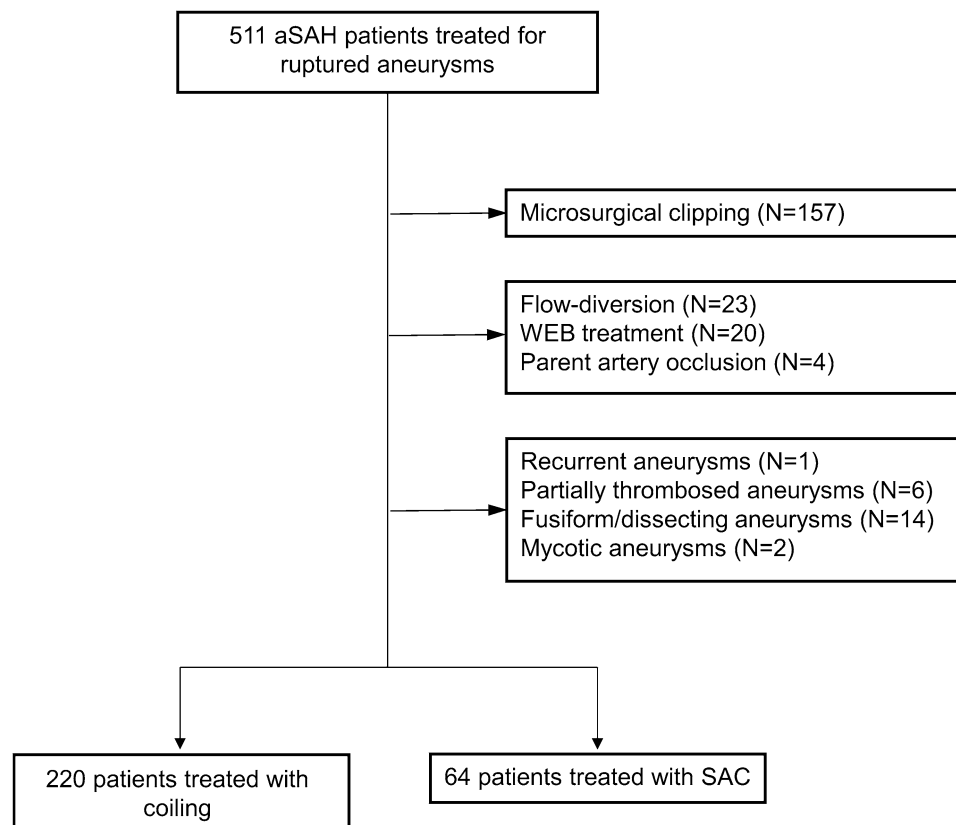 511 aSAH patients treated for
ruptured aneurysms
Microsurgical clipping (N=157)
Flow-diversion (N=23)
WEB treatment (N=20)
Parent artery occlusion (N=4)
Recurrent aneurysms (N=1)
Partially thrombosed aneurysms (N=6)
Fusiform/dissecting aneurysms (N=14)
Mycotic aneurysms (N=2)
220 patients treated with
coiling
64 patients treated with SAC